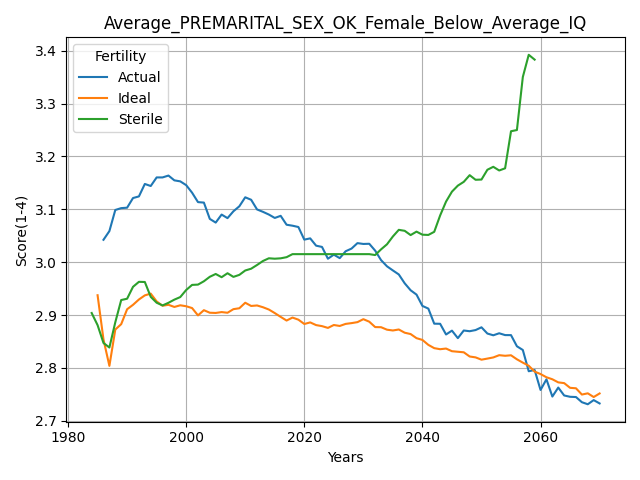 Average_PREMARITAL_SEX_OK_Female_Below_Average_IQ
Fertility
Actual
Ideal
Sterile
Score(1-4)
3.4
3.3
3.2
3.1
3.0
2.9
2.8
2.7
1980 2000 2020 2040 2060
Years